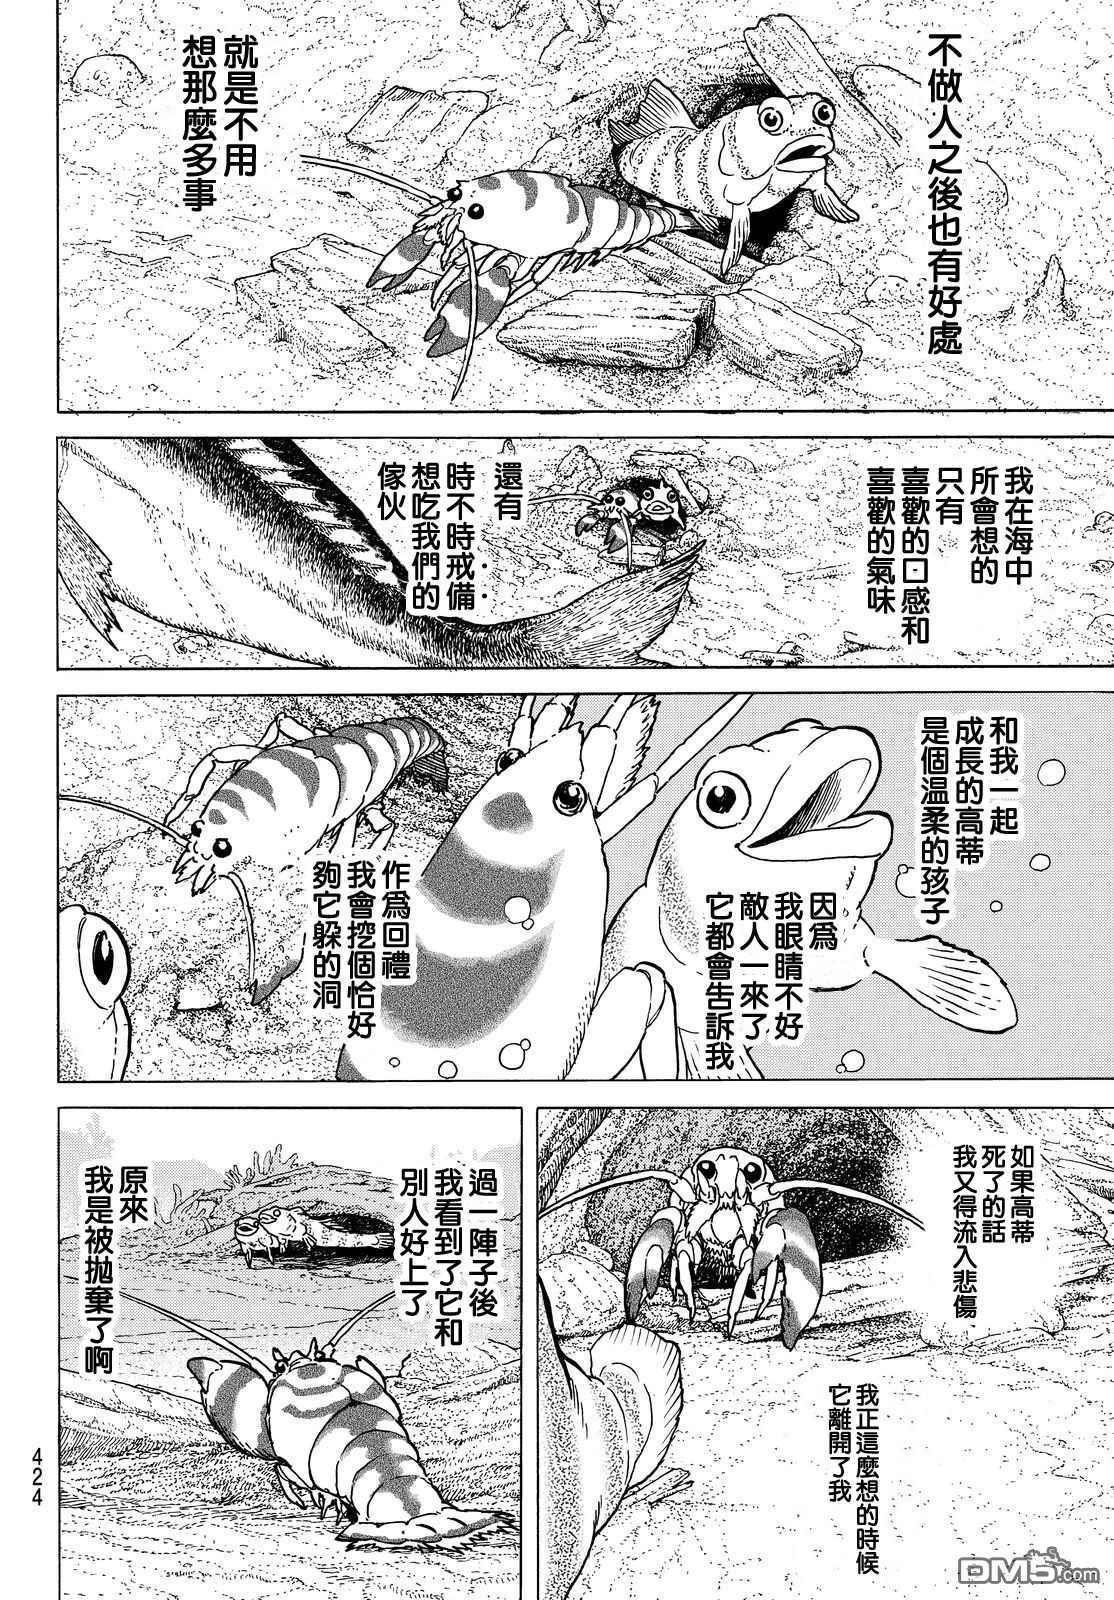 不做人之後也有好處
就是不用
想那麼多事
我在海中
所會想的
只有
喜歡的口感和
喜歡的氣味
還有
時不時戒備
想吃我們的
傢伙
和我一起
成長的高蒂
是個溫柔的孩子
因為
我眼睛不好
敵人一來了
它都會告訴我
作為回禮
我會挖個恰好
夠它躲的洞
如果高蒂
死了的話
我又得流入悲傷
我正這麼想的時候
它離開了我
過一陣子後
我看到了它和
別人好上了
原來
我是被拋棄了啊
424
DM5.com